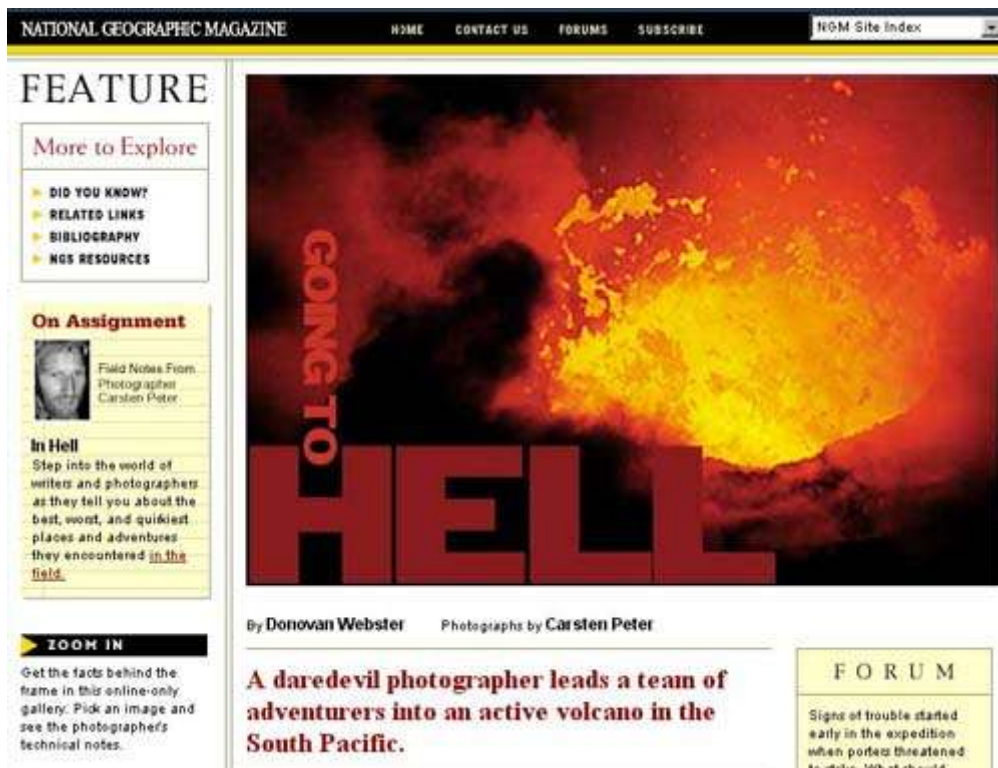 NATIONAL GEOGRAPHIC MAGAZINE
HOME CONTACT US FORUMS SUBSCRIBE
NGM Site Index
FEATURE
More to Explore
DID YOU KNOW?
RELATED LINKS
BIBLIOGRAPHY
NGS RESOURCES
On Assignment
Field Notes From
Photographer
Carsten Peter
In Hell
Step into the world of
writers and photographers
as they tell you about the
best, worst, and quirkiest
places and adventures
they encountered in the
field.
ZOOM IN
Get the facts behind the
frame in this online-only
gallery. Pick an image and
see the photographer's
technical notes.
GOING TO
HELL
By Donovan Webster Photographs by Carsten Peter
A daredevil photographer leads a team of
adventurers into an active volcano in the
South Pacific.
FORUM
Signs of trouble started
early in the expedition
when porters threatened